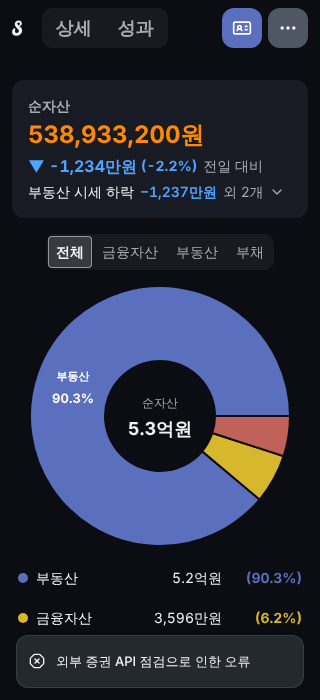 상세 성과
순자산
538,933,200원
▼ -1,234만원 (-2.2%) 전일 대비
부동산 시세 하락 -1,237만원 외 2개
전체 금융자산 부동산 부채
부동산
90.3%
순자산
5.3억원
부동산 5.2억원 (90.3%)
금융자산 3,596만원 (6.2%)
외부 증권 API 점검으로 인한 오류